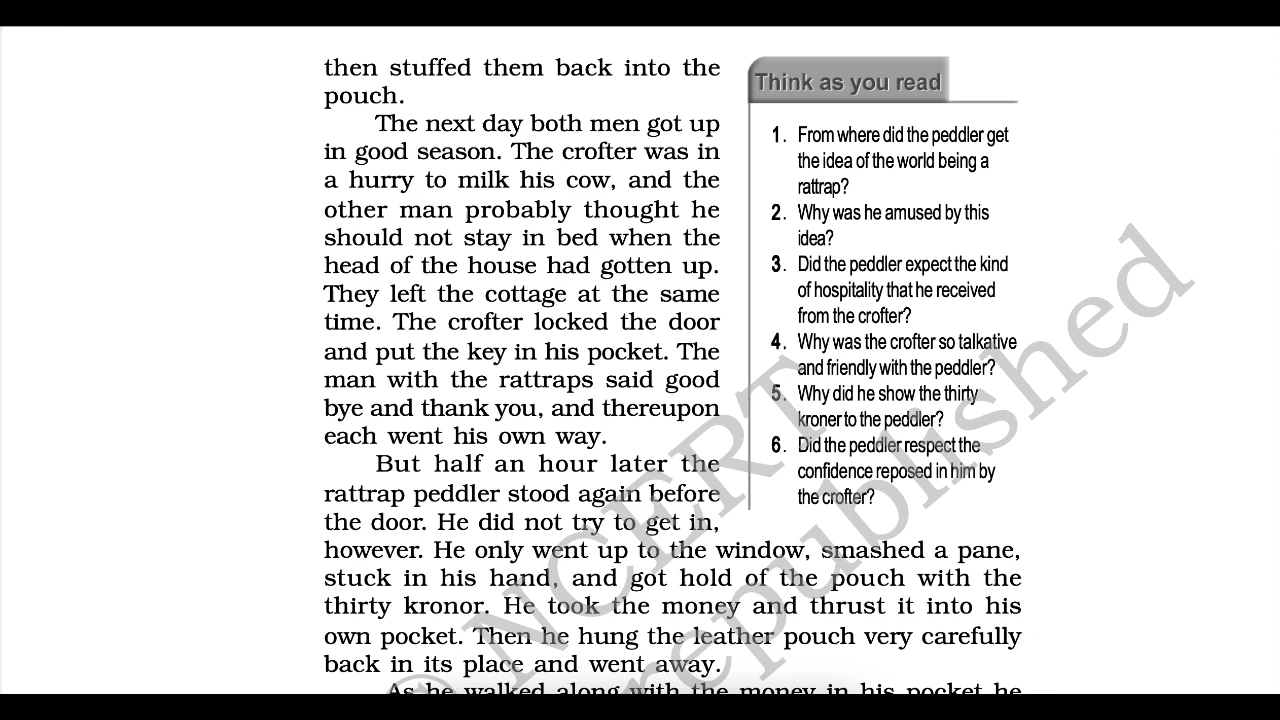 then stuffed them back into the
pouch.
The next day both men got up
in good season. The crofter was in
a hurry to milk his cow, and the
other man probably thought he
should not stay in bed when the
head of the house had gotten up.
They left the cottage at the same
time. The crofter locked the door
and put the key in his pocket. The
man with the rattraps said good
bye and thank you, and thereupon
each went his own way.
But half an hour later the
rattrap peddler stood again before
the door. He did not try to get in,
however. He only went up to the window, smashed a pane,
stuck in his hand, and got hold of the pouch with the
thirty kronor. He took the money and thrust it into his
own pocket. Then he hung the leather pouch very carefully
back in its place and went away.
As he walked along with the money in his pocket he
Think as you read
1. From where did the peddler get
the idea of the world being a
rattrap?
2. Why was he amused by this
idea?
3. Did the peddler expect the kind
of hospitality that he received
from the crofter?
4. Why was the crofter so talkative
and friendly with the peddler?
5. Why did he show the thirty
kroner to the peddler?
6. Did the peddler respect the
confidence reposed in him by
the crofter?
© NCERT
republished